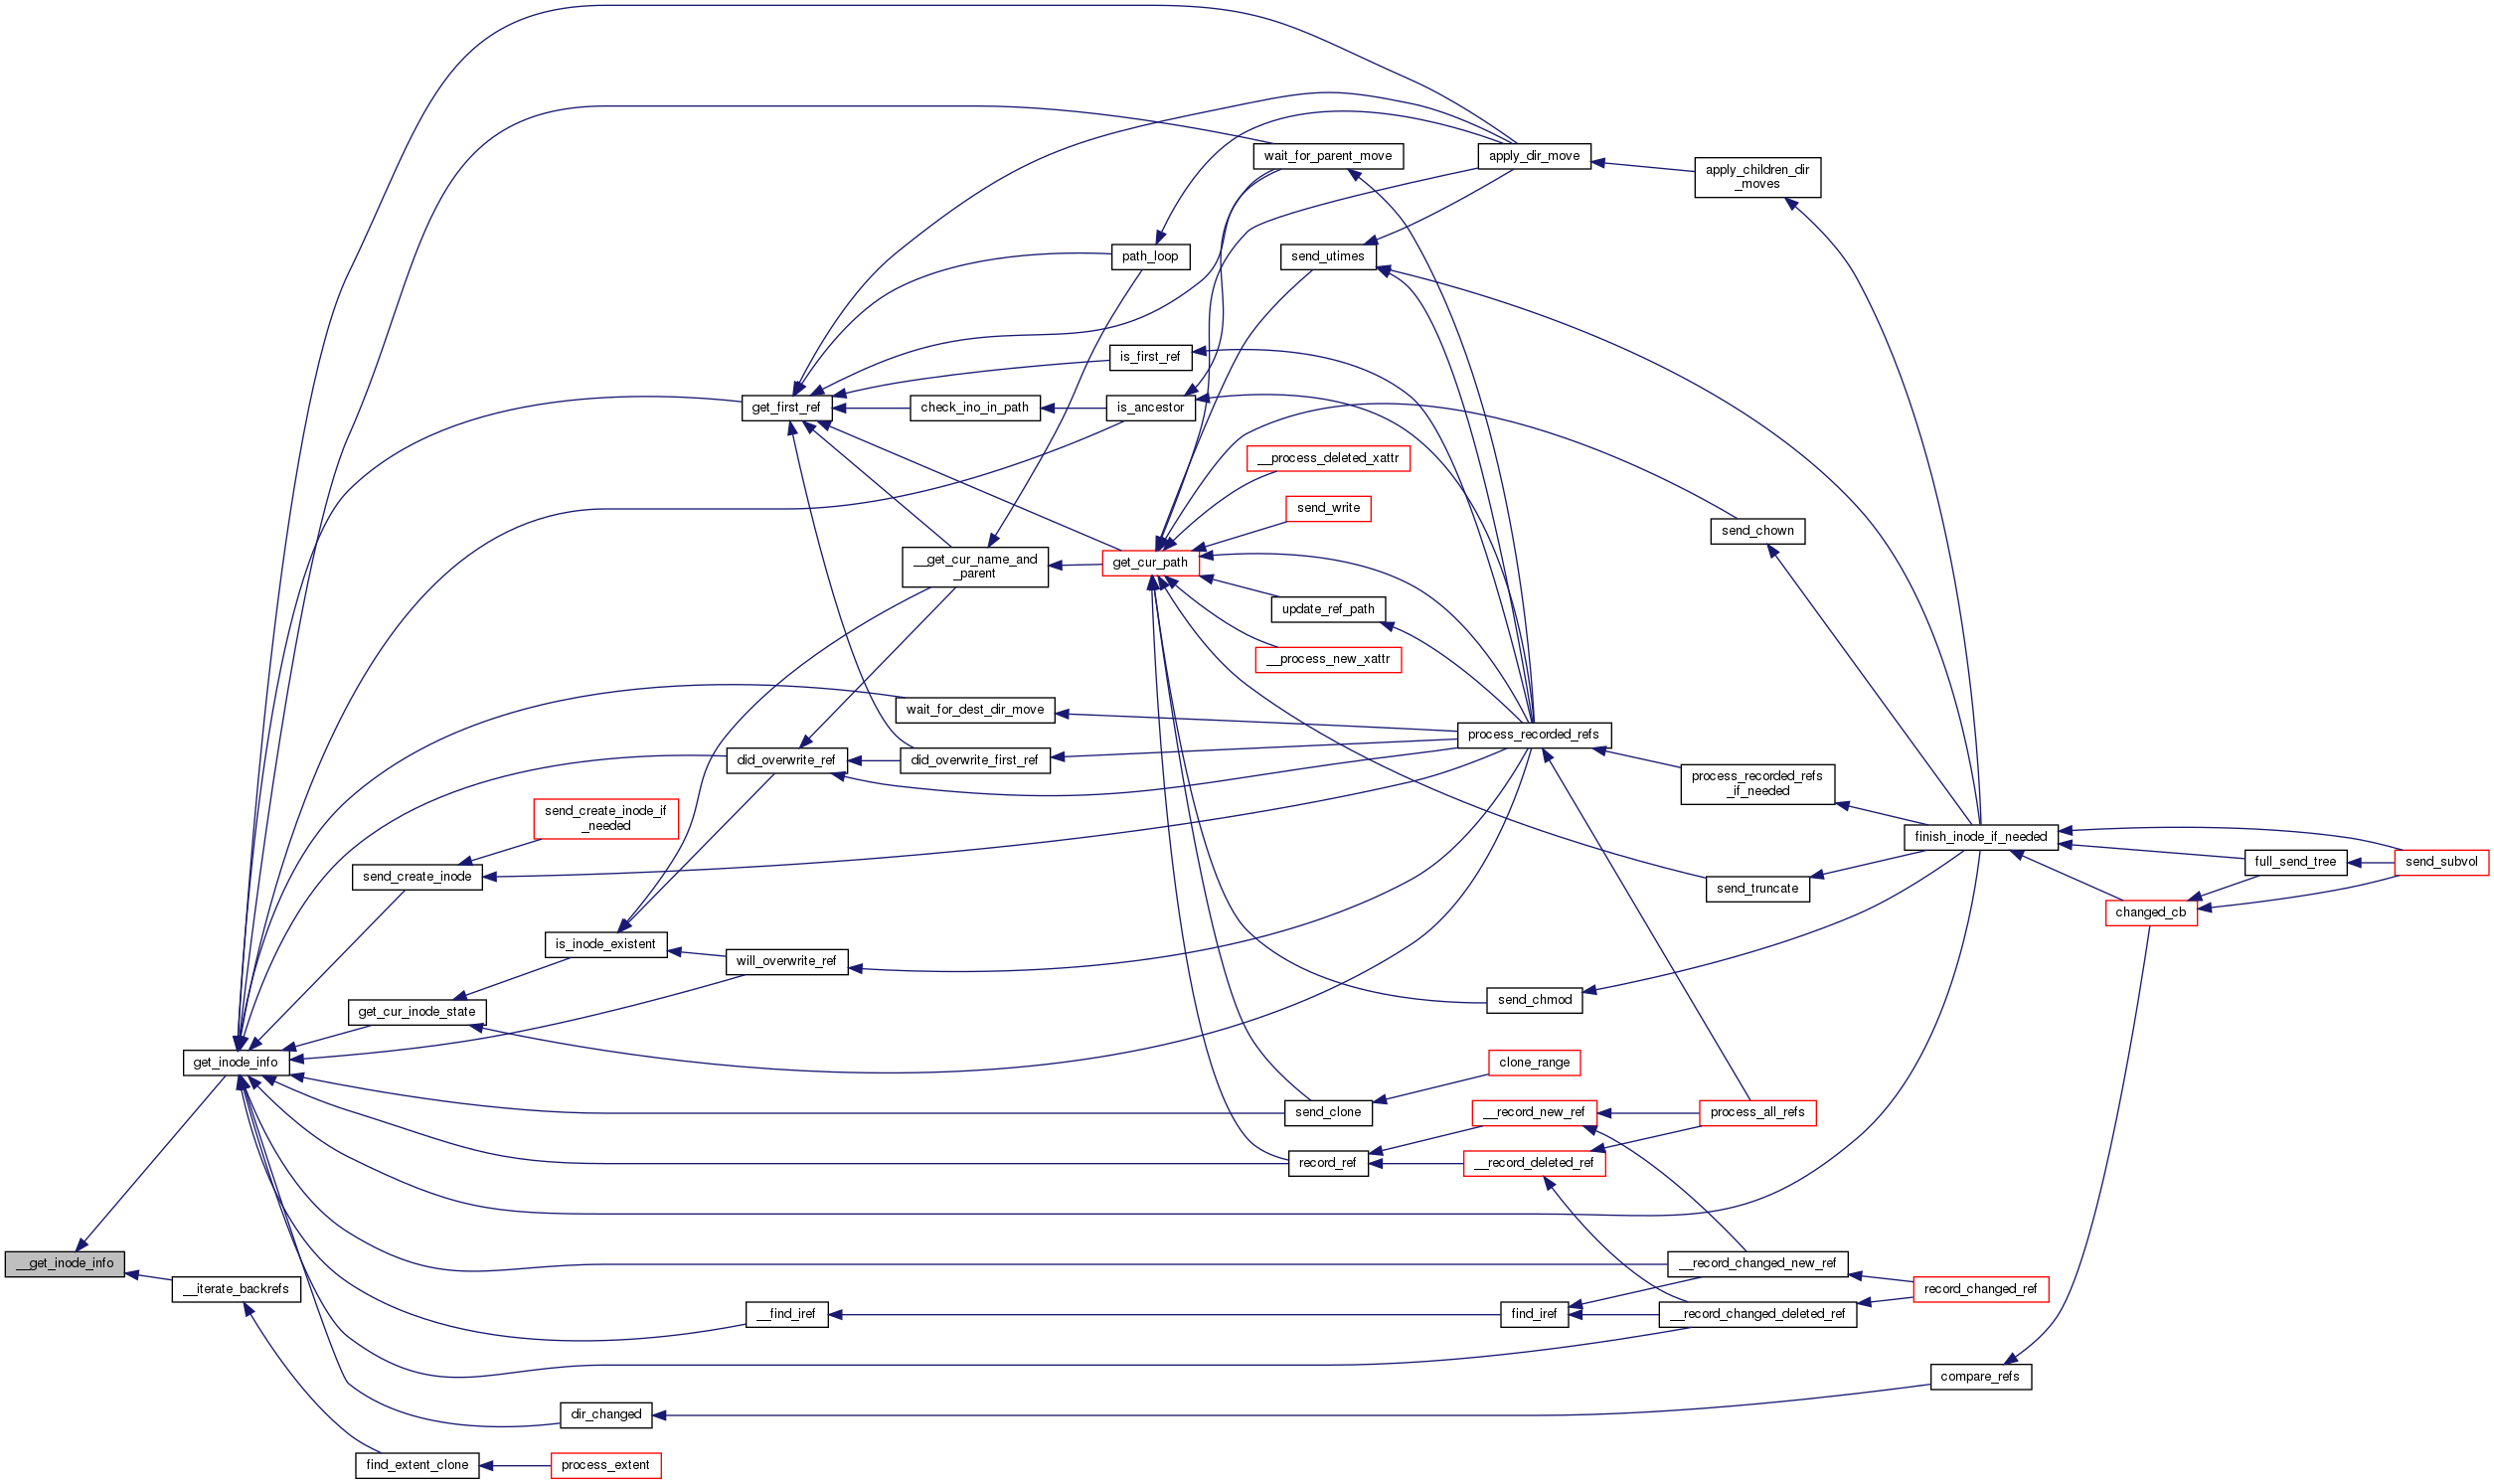 wait_for_parent_move
apply_dir_move
apply_children_dir
_moves
path_loop
send_utimes
is_first_ref
get_first_ref
check_ino_in_path
is_ancestor
__process_deleted_xattr
send_write
send_chown
__get_cur_name_and
_parent
get_cur_path
update_ref_path
__process_new_xattr
wait_for_dest_dir_move
process_recorded_refs
did_overwrite_ref
did_overwrite_first_ref
process_recorded_refs
_if_needed
send_create_inode_if
_needed
finish_inode_if_needed
full_send_tree
send_subvol
send_create_inode
send_truncate
changed_cb
is_inode_existent
will_overwrite_ref
get_cur_inode_state
send_chmod
get_inode_info
clone_range
send_clone
__record_new_ref
process_all_refs
record_ref
__record_deleted_ref
__get_inode_info
__iterate_backrefs
__record_changed_new_ref
record_changed_ref
__find_iref
find_iref
__record_changed_deleted_ref
compare_refs
dir_changed
find_extent_clone
process_extent